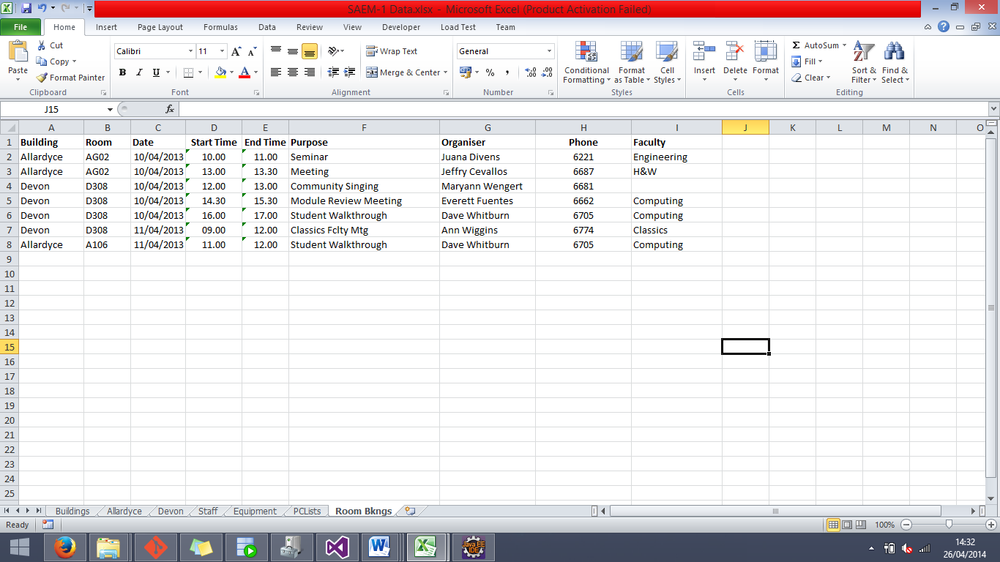 SAEM-1 Data.xlsx - Microsoft Excel (Product Activation Failed)
File Home Insert Page Layout Formulas Data Review View Developer Load Test Team
Paste Cut Copy Format Painter Clipboard
Calibri 11 A A B I U A Font
Wrap Text Merge & Center Alignment
General % , .00 .0 Number
Conditional Formatting Format as Table Cell Styles Styles
Insert Delete Format Cells
Σ AutoSum Fill Clear Sort & Filter Find & Select Editing
J15 fx
A B C D E F G H I J K L M N O
1 Building Room Date Start Time End Time Purpose Organiser Phone Faculty
2 Allardyce AG02 10/04/2013 10.00 11.00 Seminar Juana Divens 6221 Engineering
3 Allardyce AG02 10/04/2013 13.00 13.30 Meeting Jeffry Cevallos 6687 H&W
4 Devon D308 10/04/2013 12.00 13.00 Community Singing Maryann Wengert 6681
5 Devon D308 10/04/2013 14.30 15.30 Module Review Meeting Everett Fuentes 6662 Computing
6 Devon D308 10/04/2013 16.00 17.00 Student Walkthrough Dave Whitburn 6705 Computing
7 Devon D308 11/04/2013 09.00 12.00 Classics Fclty Mtg Ann Wiggins 6774 Classics
8 Allardyce A106 11/04/2013 11.00 12.00 Student Walkthrough Dave Whitburn 6705 Computing
9
10
11
12
13
14
15
16
17
18
19
20
21
22
23
24
25
Buildings Allardyce Devon Staff Equipment PCLists Room Bkngs
Ready 100%
Java EE IDE
14:32
26/04/2014